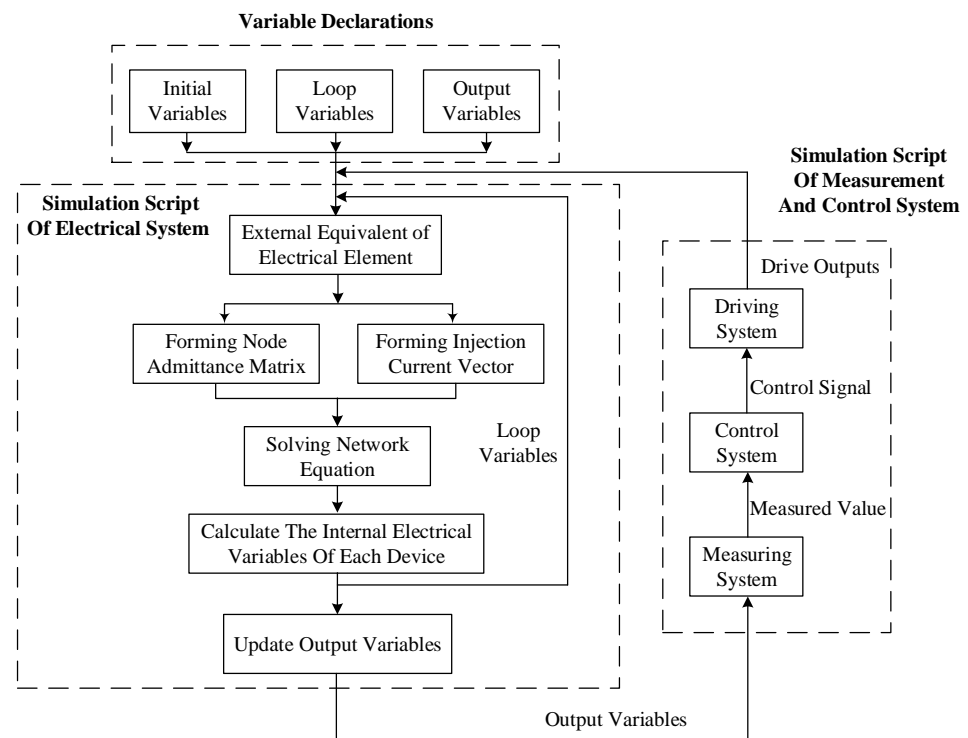 Variable Declarations
Initial
Variables
Loop
Variables
Output
Variables
Simulation Script
Of Measurement
And Control System
Simulation Script
Of Electrical System
External Equivalent of
Electrical Element
Drive Outputs
Driving
System
Forming Node
Admittance Matrix
Forming Injection
Current Vector
Control Signal
Loop
Variables
Solving Network
Equation
Control
System
Measured Value
Calculate The Internal Electrical
Variables Of Each Device
Measuring
System
Update Output Variables
Output Variables